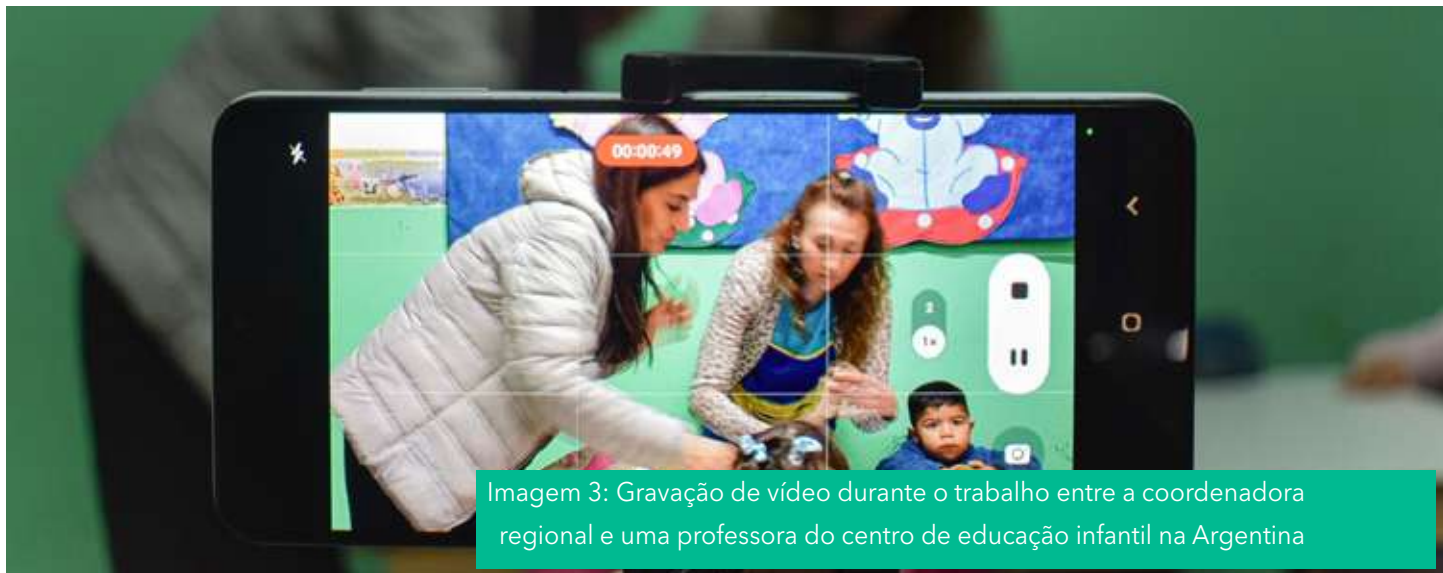 00:00:49
2
1x
Imagem 3: Gravação de vídeo durante o trabalho entre a coordenadora
regional e uma professora do centro de educação infantil na Argentina